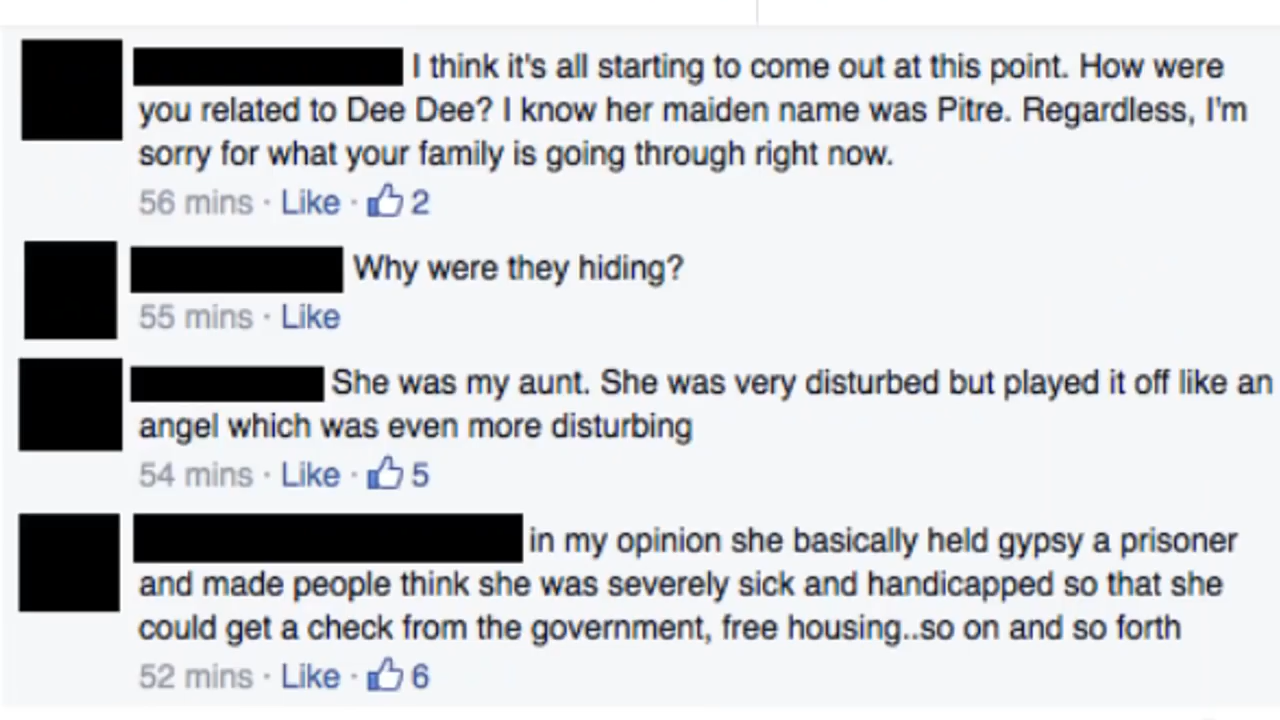 I think it's all starting to come out at this point. How were
you related to Dee Dee? I know her maiden name was Pitre. Regardless, I'm
sorry for what your family is going through right now.
56 mins · Like · 2
Why were they hiding?
55 mins · Like
She was my aunt. She was very disturbed but played it off like an
angel which was even more disturbing
54 mins · Like · 5
in my opinion she basically held gypsy a prisoner
and made people think she was severely sick and handicapped so that she
could get a check from the government, free housing..so on and so forth
52 mins · Like · 6